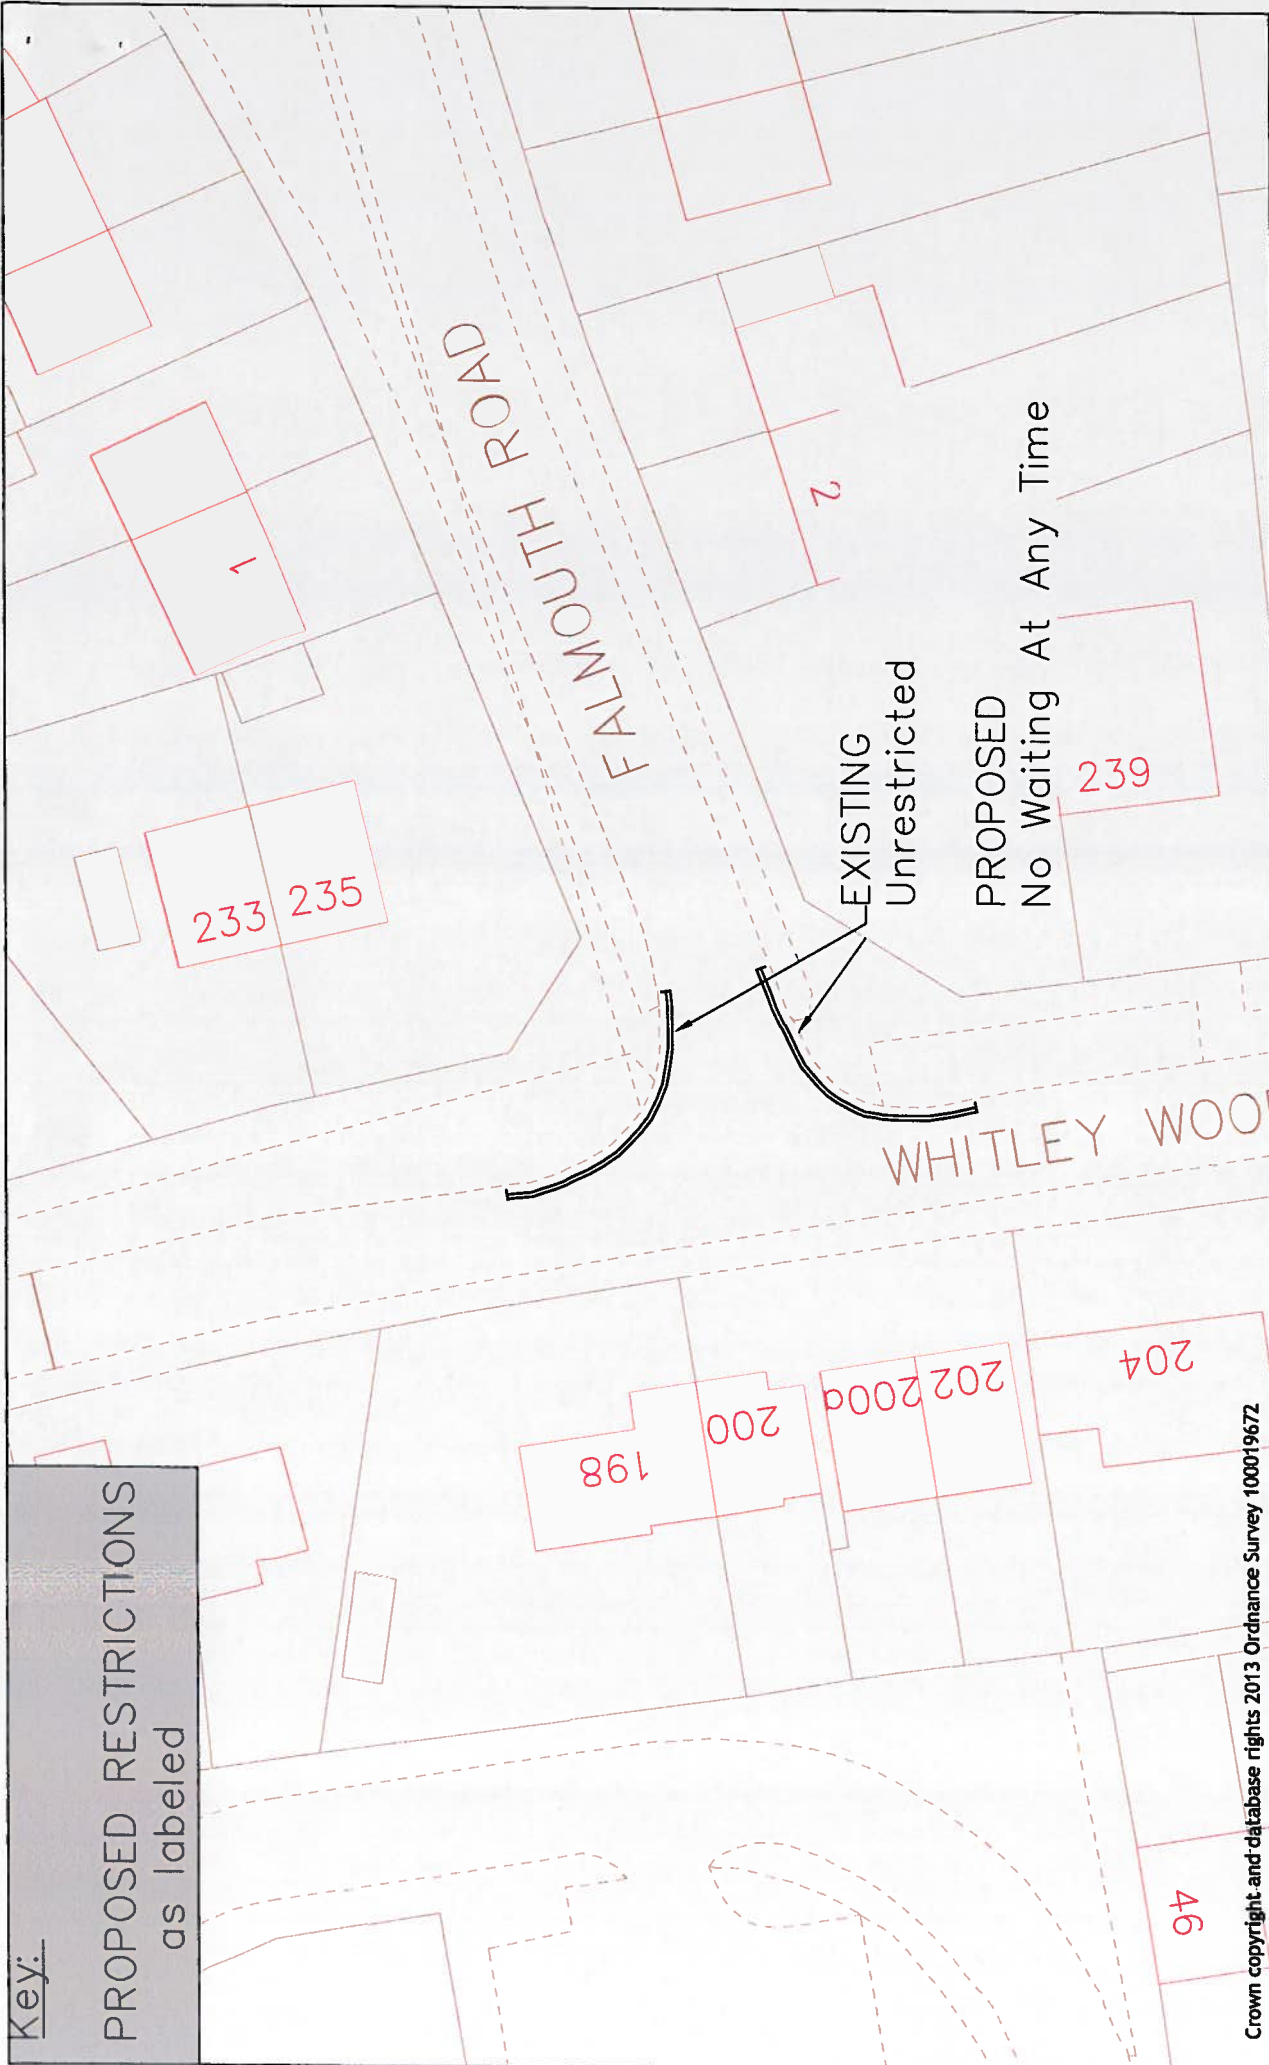 Key:
PROPOSED RESTRICTIONS
as labeled
FALMOUTH ROAD
1
2
233
235
EXISTING
Unrestricted
PROPOSED
No Waiting At Any Time
239
WHITLEY WOO
198
200
200a
202
204
46
Crown copyright and database rights 2013 Ordnance Survey 100019672